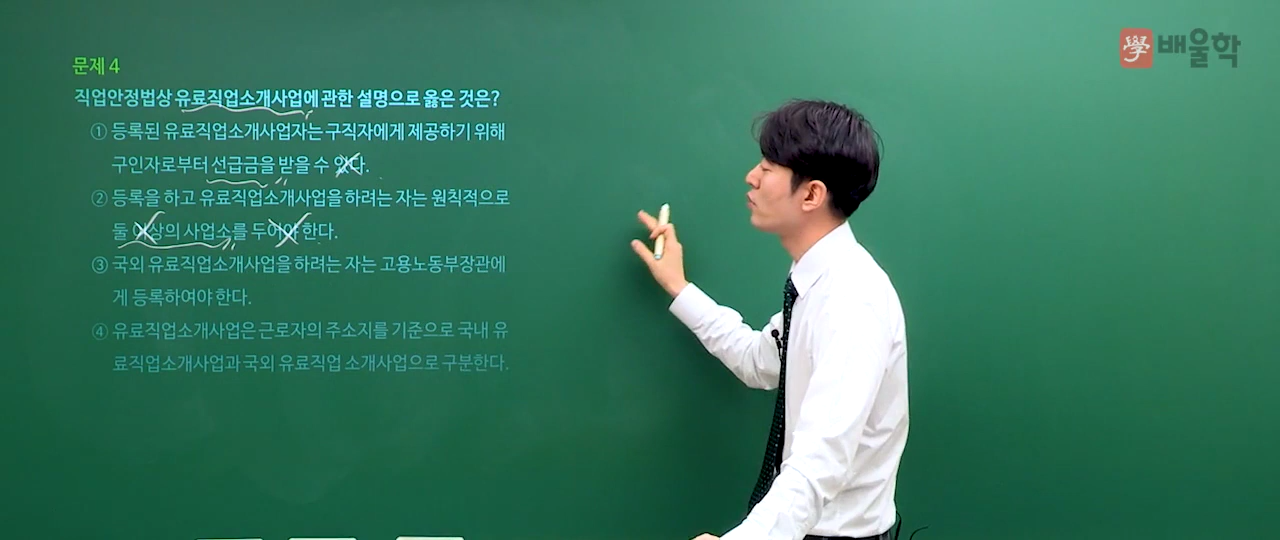 學 배울학
문제 4
직업안정법상 유료직업소개사업에 관한 설명으로 옳은 것은?
① 등록된 유료직업소개사업자는 구직자에게 제공하기 위해
구인자로부터 선급금을 받을 수 있다.
② 등록을 하고 유료직업소개사업을 하려는 자는 원칙적으로
둘 이상의 사업소를 두어야 한다.
③ 국외 유료직업소개사업을 하려는 자는 고용노동부장관에
게 등록하여야 한다.
④ 유료직업소개사업은 근로자의 주소지를 기준으로 국내 유
료직업소개사업과 국외 유료직업 소개사업으로 구분한다.